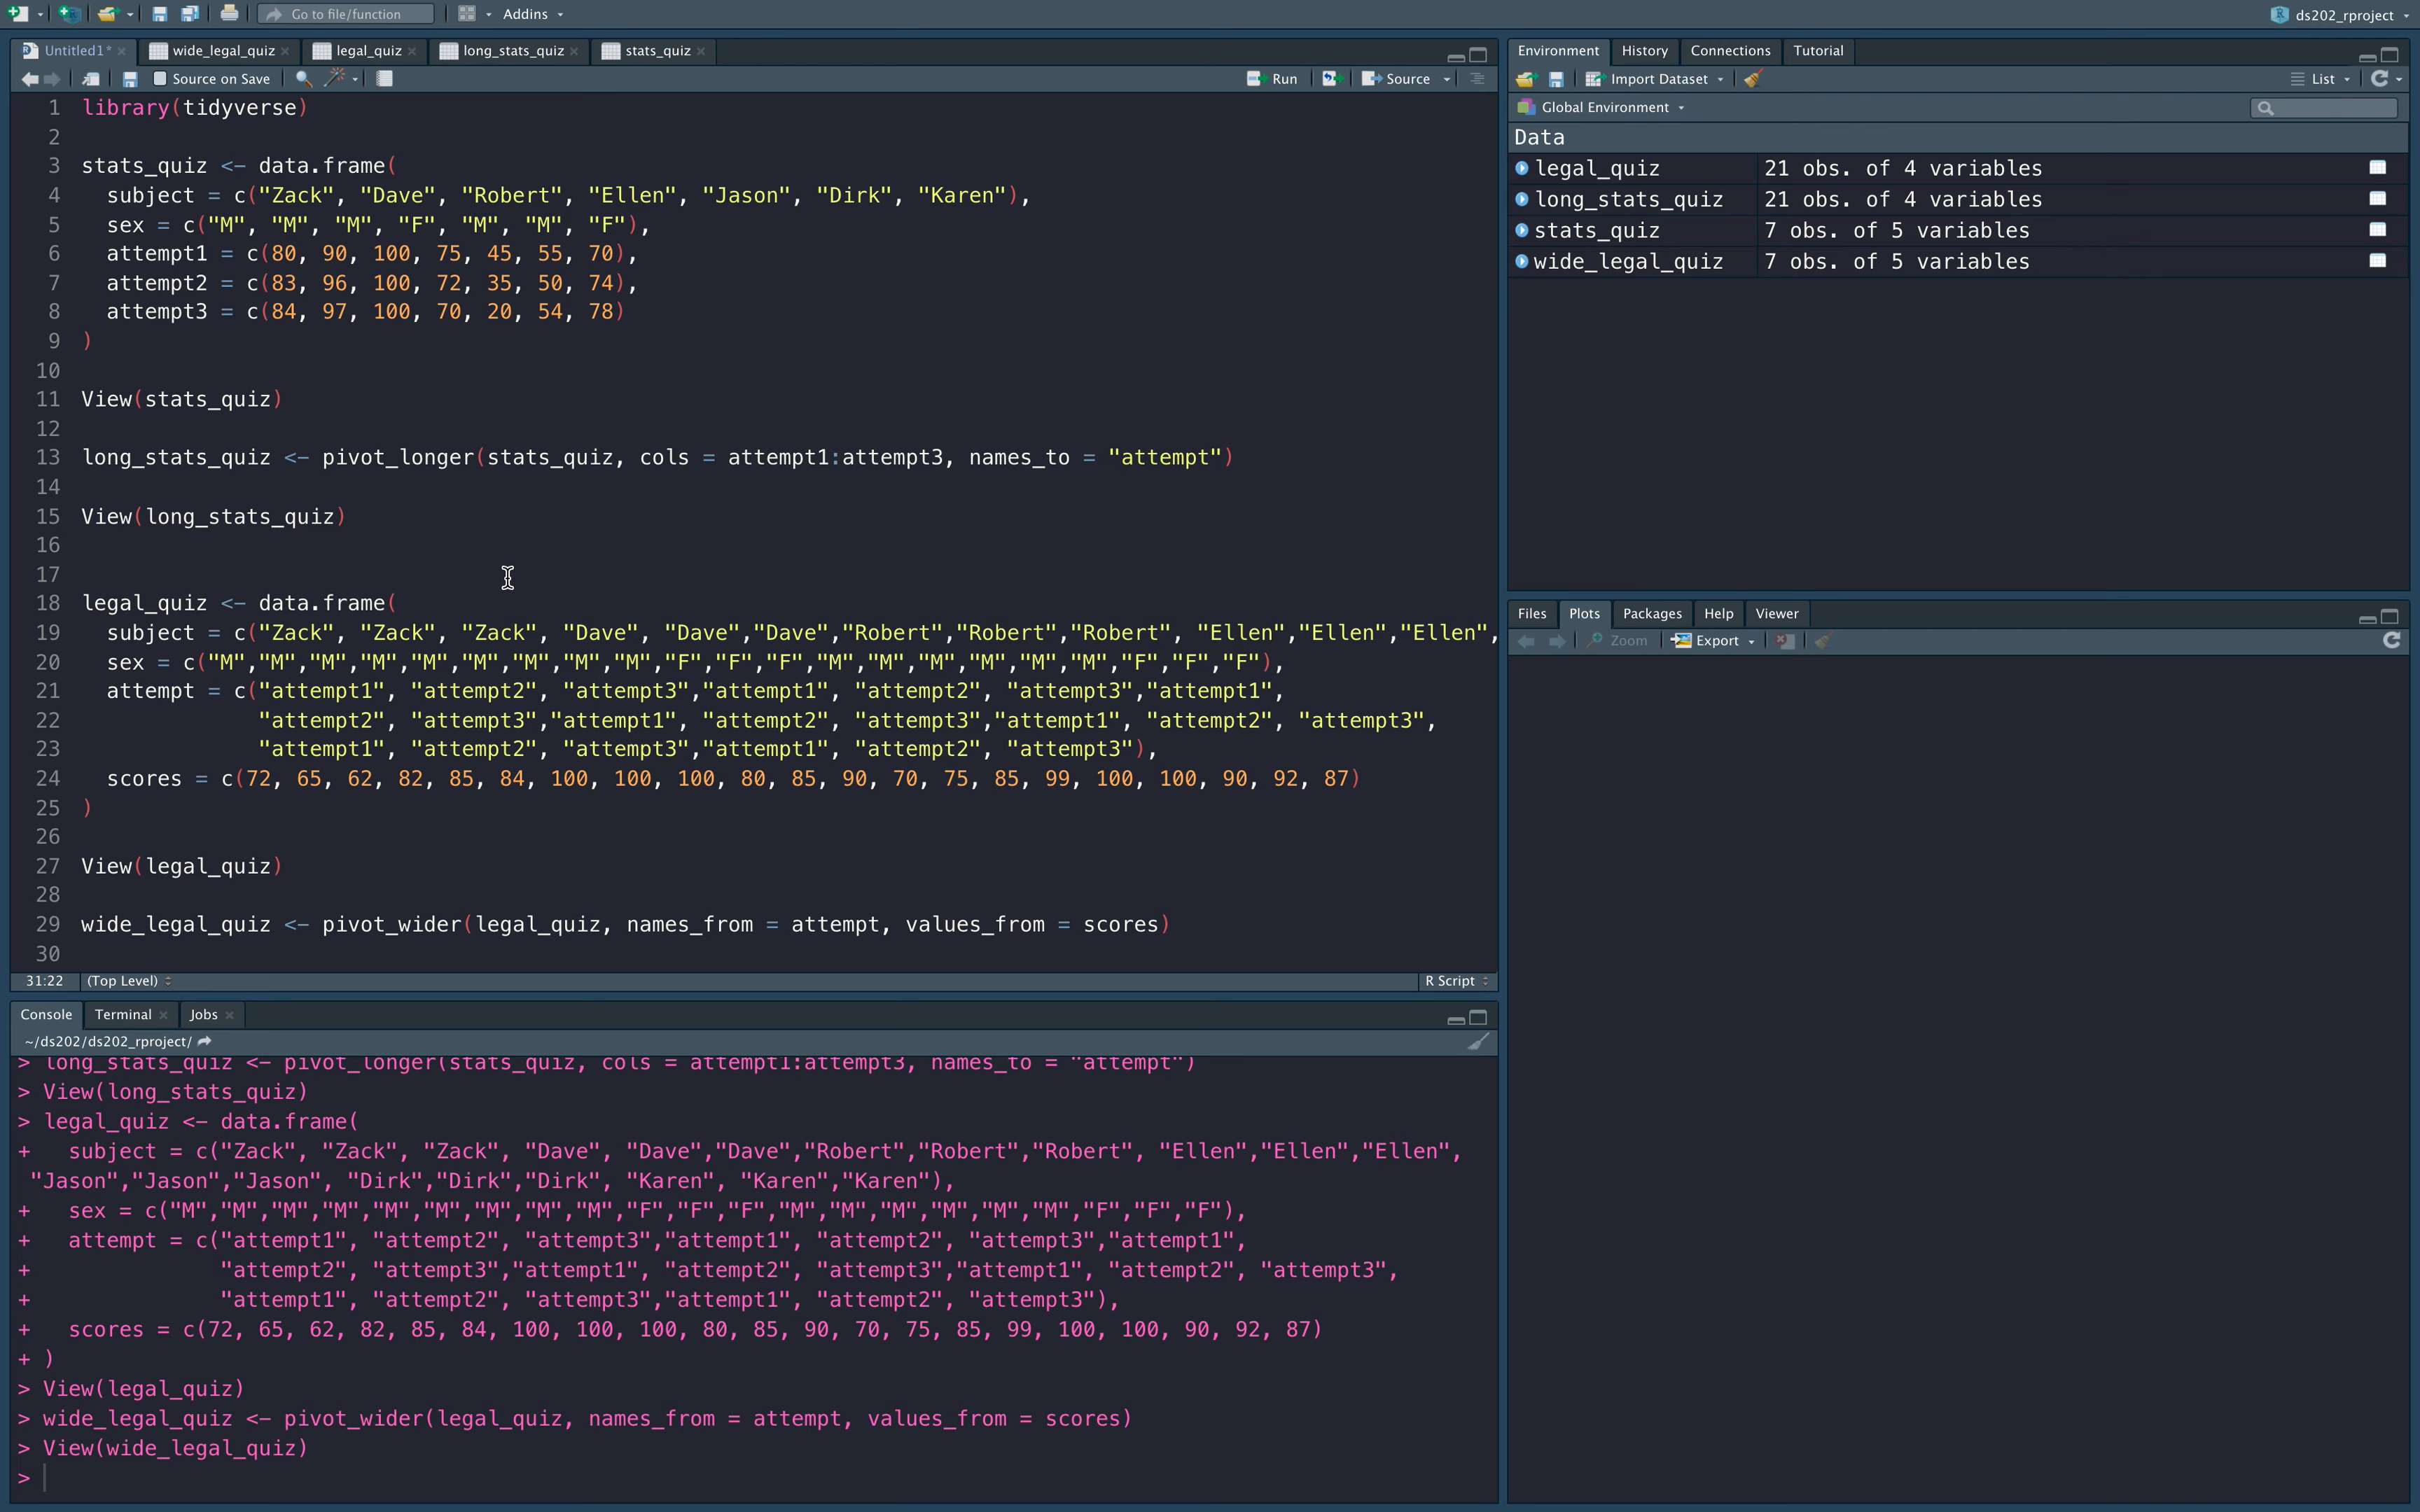 Go to file/function
Addins
ds202_rproject
Untitled1*
wide_legal_quiz
legal_quiz
long_stats_quiz
stats_quiz
Source on Save
Run
Source
1 library(tidyverse)
2
3 stats_quiz <- data.frame(
4   subject = c("Zack", "Dave", "Robert", "Ellen", "Jason", "Dirk", "Karen"),
5   sex = c("M", "M", "M", "F", "M", "M", "F"),
6   attempt1 = c(80, 90, 100, 75, 45, 55, 70),
7   attempt2 = c(83, 96, 100, 72, 35, 50, 74),
8   attempt3 = c(84, 97, 100, 70, 20, 54, 78)
9 )
10
11 View(stats_quiz)
12
13 long_stats_quiz <- pivot_longer(stats_quiz, cols = attempt1:attempt3, names_to = "attempt")
14
15 View(long_stats_quiz)
16
17
18 legal_quiz <- data.frame(
19   subject = c("Zack", "Zack", "Zack", "Dave", "Dave","Dave","Robert","Robert","Robert", "Ellen","Ellen","Ellen",
20   sex = c("M","M","M","M","M","M","M","M","M","F","F","F","M","M","M","M","M","M","F","F","F"),
21   attempt = c("attempt1", "attempt2", "attempt3","attempt1", "attempt2", "attempt3","attempt1",
22               "attempt2", "attempt3","attempt1", "attempt2", "attempt3","attempt1", "attempt2", "attempt3",
23               "attempt1", "attempt2", "attempt3","attempt1", "attempt2", "attempt3"),
24   scores = c(72, 65, 62, 82, 85, 84, 100, 100, 100, 80, 85, 90, 70, 75, 85, 99, 100, 100, 90, 92, 87)
25 )
26
27 View(legal_quiz)
28
29 wide_legal_quiz <- pivot_wider(legal_quiz, names_from = attempt, values_from = scores)
30
31:22 (Top Level)
R Script
Console
Terminal
Jobs
~/ds202/ds202_rproject/
> long_stats_quiz <- pivot_longer(stats_quiz, cols = attempt1:attempt3, names_to = "attempt")
> View(long_stats_quiz)
> legal_quiz <- data.frame(
+   subject = c("Zack", "Zack", "Zack", "Dave", "Dave","Dave","Robert","Robert","Robert", "Ellen","Ellen","Ellen",
"Jason","Jason","Jason", "Dirk","Dirk","Dirk", "Karen", "Karen","Karen"),
+   sex = c("M","M","M","M","M","M","M","M","M","F","F","F","M","M","M","M","M","M","F","F","F"),
+   attempt = c("attempt1", "attempt2", "attempt3","attempt1", "attempt2", "attempt3","attempt1",
+               "attempt2", "attempt3","attempt1", "attempt2", "attempt3","attempt1", "attempt2", "attempt3",
+               "attempt1", "attempt2", "attempt3","attempt1", "attempt2", "attempt3"),
+   scores = c(72, 65, 62, 82, 85, 84, 100, 100, 100, 80, 85, 90, 70, 75, 85, 99, 100, 100, 90, 92, 87)
+ )
> View(legal_quiz)
> wide_legal_quiz <- pivot_wider(legal_quiz, names_from = attempt, values_from = scores)
> View(wide_legal_quiz)
>
Environment
History
Connections
Tutorial
Import Dataset
List
Global Environment
Data
legal_quiz 21 obs. of 4 variables
long_stats_quiz 21 obs. of 4 variables
stats_quiz 7 obs. of 5 variables
wide_legal_quiz 7 obs. of 5 variables
Files
Plots
Packages
Help
Viewer
Zoom
Export